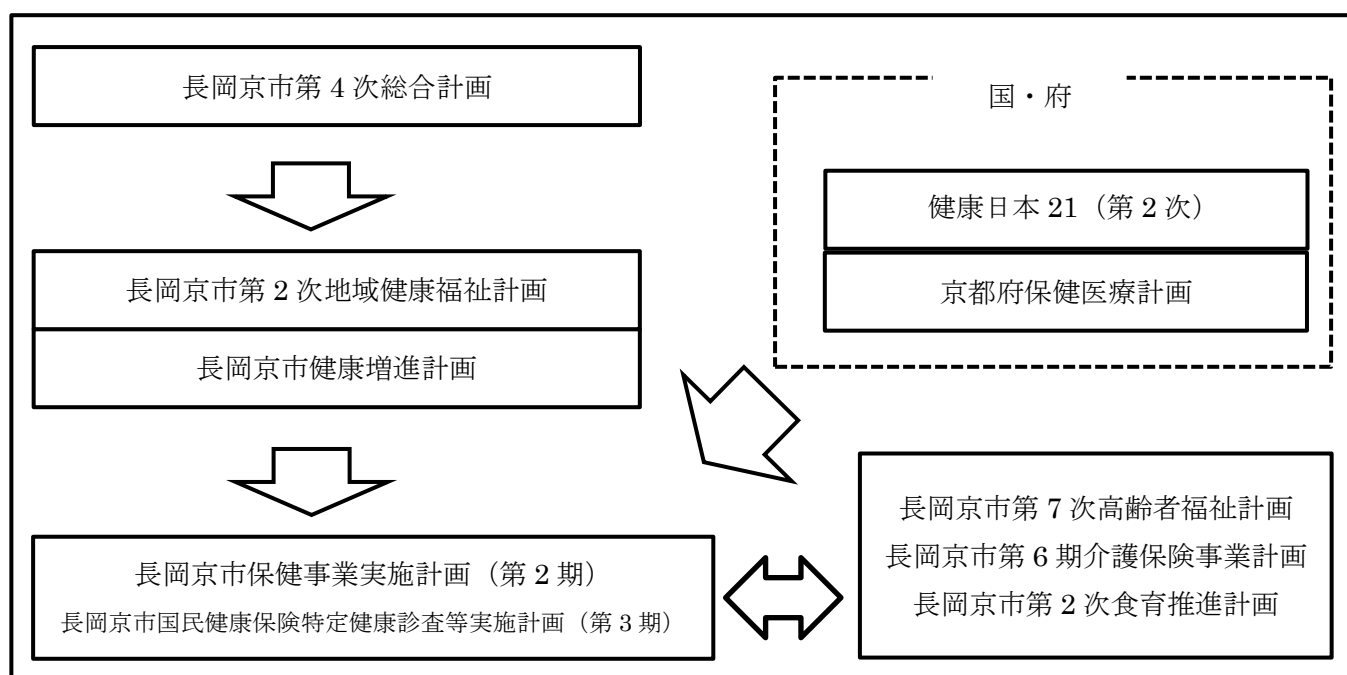 長岡京市第4次総合計画
国・府
健康日本21（第2次）
京都府保健医療計画
長岡京市第2次地域健康福祉計画
長岡京市健康増進計画
長岡京市保健事業実施計画（第2期）
長岡京市国民健康保険特定健康診査等実施計画（第3期）
長岡京市第7次高齢者福祉計画
長岡京市第6期介護保険事業計画
長岡京市第2次食育推進計画